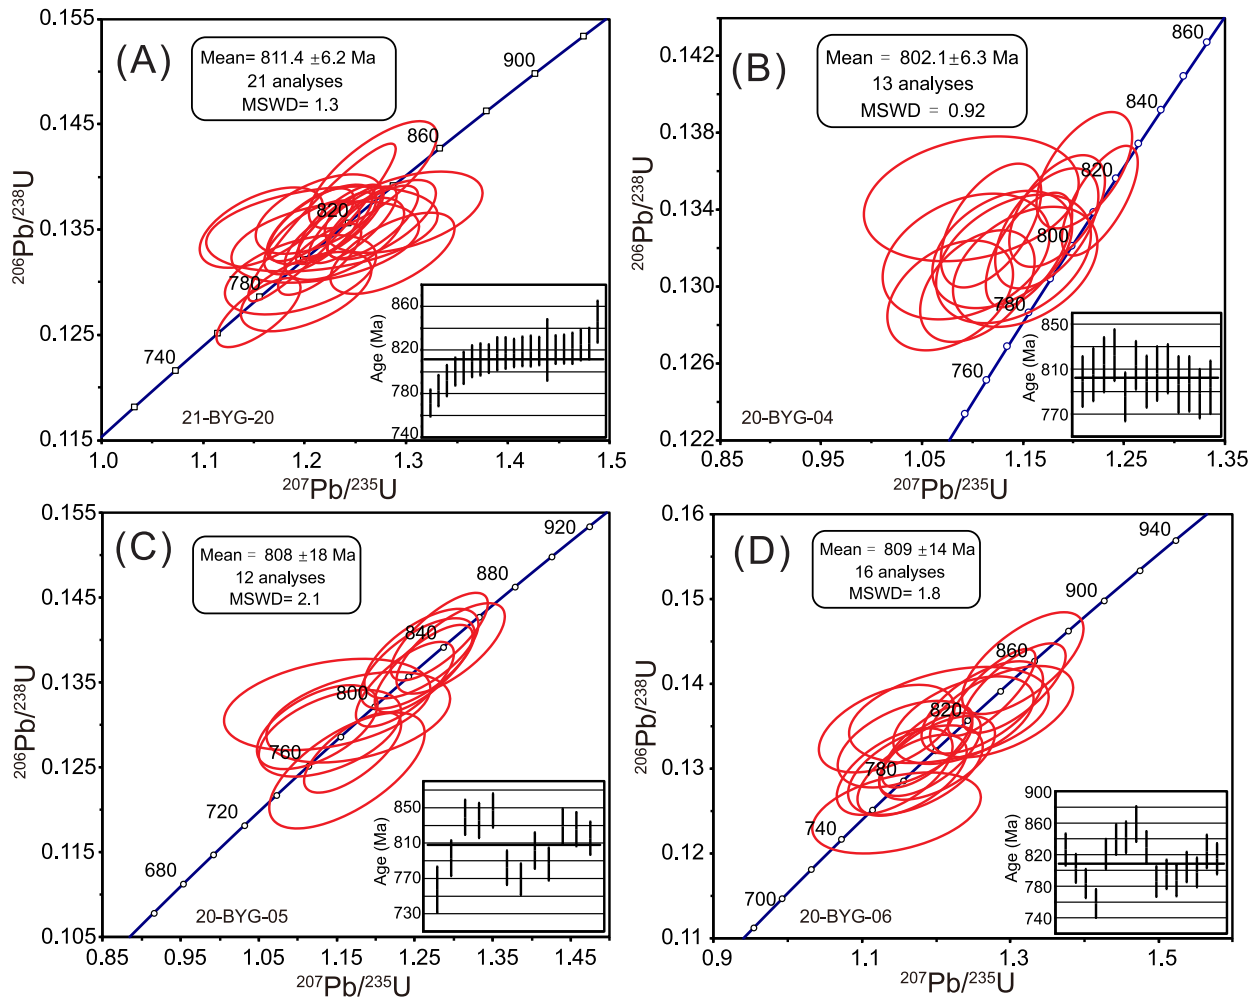 (A)
Mean= 811.4 ±6.2 Ma
21 analyses
MSWD= 1.3
0.155
0.145
0.135
0.125
0.115
206Pb/238U
900
860
820
780
740
21-BYG-20
Age (Ma)
860
820
780
740
1.0
1.1
1.2
1.3
1.4
1.5
207Pb/235U
(B)
Mean = 802.1±6.3 Ma
13 analyses
MSWD = 0.92
0.142
0.138
0.134
0.130
0.126
0.122
206Pb/238U
860
840
820
800
780
760
20-BYG-04
Age (Ma)
850
810
770
0.85
0.95
1.05
1.15
1.25
1.35
207Pb/235U
(C)
Mean = 808 ±18 Ma
12 analyses
MSWD= 2.1
0.155
0.145
0.135
0.125
0.115
0.105
206Pb/238U
920
880
840
800
760
720
680
20-BYG-05
Age (Ma)
850
810
770
730
0.85
0.95
1.05
1.15
1.25
1.35
1.45
207Pb/235U
(D)
Mean = 809 ±14 Ma
16 analyses
MSWD= 1.8
0.16
0.15
0.14
0.13
0.12
0.11
206Pb/238U
940
900
860
820
780
740
700
20-BYG-06
Age (Ma)
900
860
820
780
740
0.9
1.1
1.3
1.5
207Pb/235U